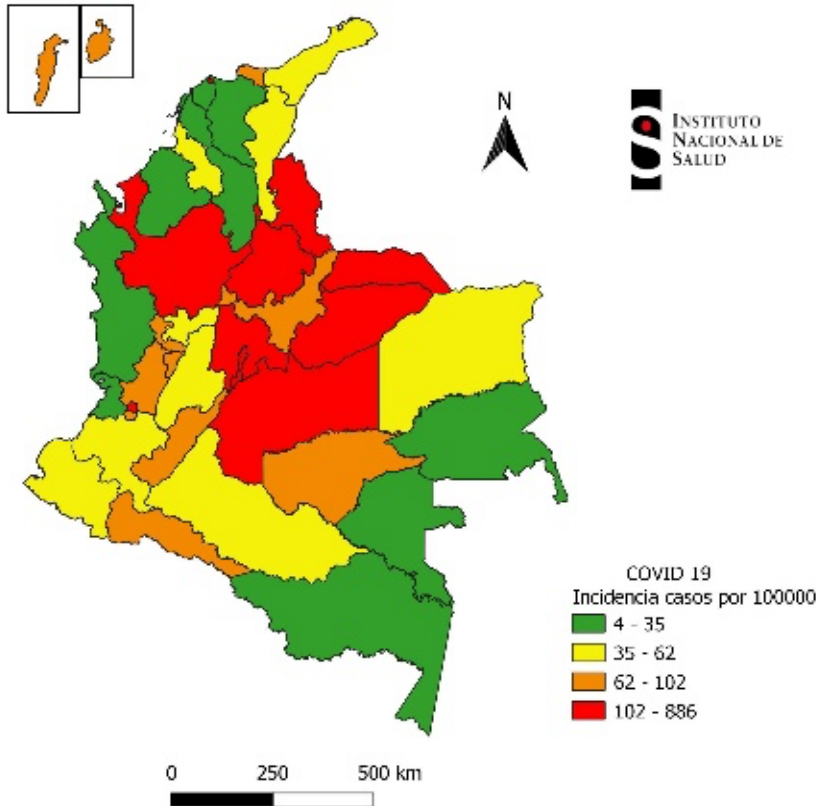 N
INSTITUTO
NACIONAL DE
SALUD
COVID 19
Incidencia casos por 100000
4 - 35
35 - 62
62 - 102
102 - 886
0 250 500 km